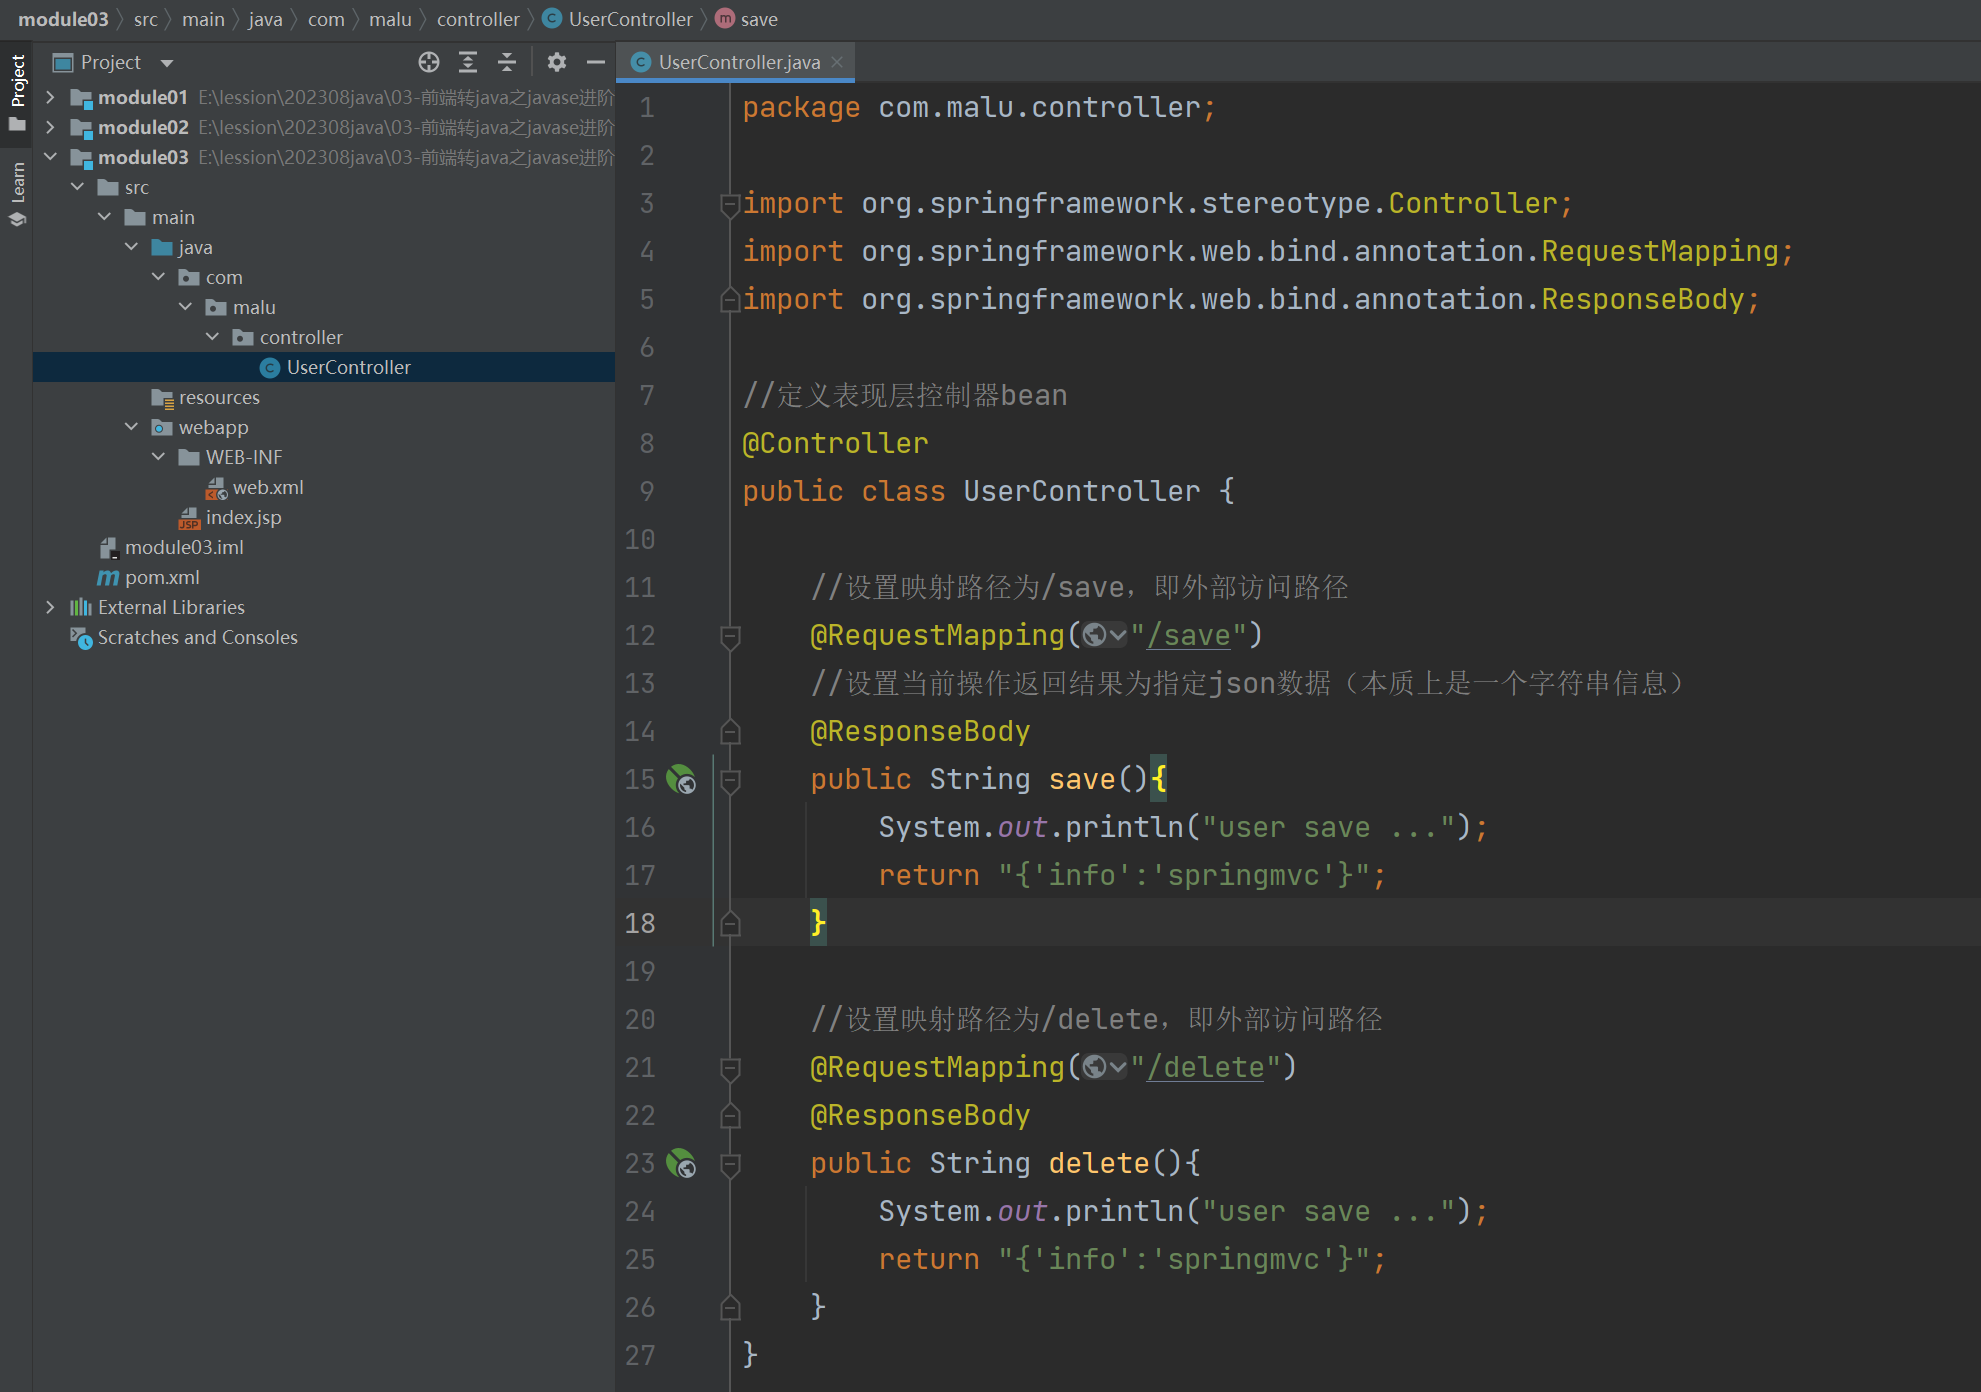 module03 src main java com malu controller UserController save
Project
Learn
Project
module01 E:\lession\202308java\03-前端转java之javase进阶
module02 E:\lession\202308java\03-前端转java之javase进阶
module03 E:\lession\202308java\03-前端转java之javase进阶
src
main
java
com
malu
controller
UserController
resources
webapp
WEB-INF
web.xml
index.jsp
module03.iml
pom.xml
External Libraries
Scratches and Consoles
UserController.java
1 package com.malu.controller;
2
3 import org.springframework.stereotype.Controller;
4 import org.springframework.web.bind.annotation.RequestMapping;
5 import org.springframework.web.bind.annotation.ResponseBody;
6
7 //定义表现层控制器bean
8 @Controller
9 public class UserController {
10
11 //设置映射路径为/save，即外部访问路径
12 @RequestMapping("/save")
13 //设置当前操作返回结果为指定json数据（本质上是一个字符串信息）
14 @ResponseBody
15 public String save(){
16 System.out.println("user save ...");
17 return "{'info':'springmvc'}";
18 }
19
20 //设置映射路径为/delete，即外部访问路径
21 @RequestMapping("/delete")
22 @ResponseBody
23 public String delete(){
24 System.out.println("user save ...");
25 return "{'info':'springmvc'}";
26 }
27 }